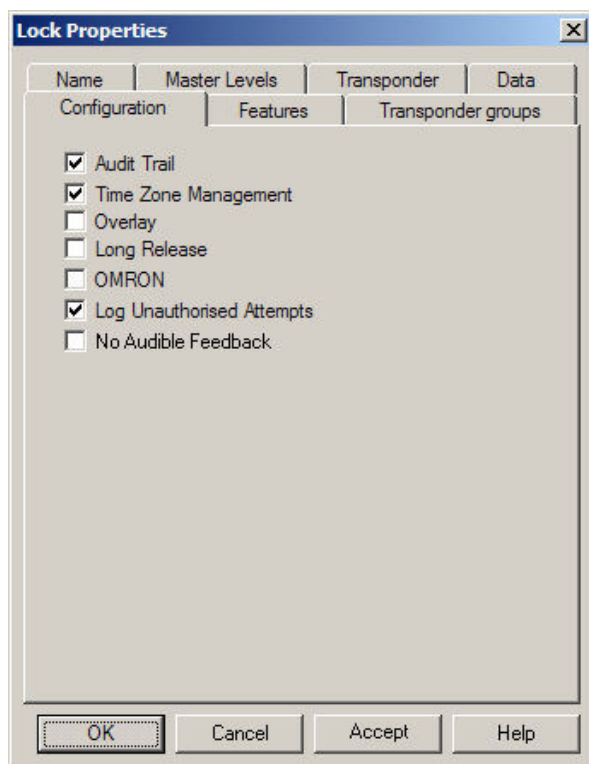 Lock Properties
Name Master Levels Transponder Data
Configuration Features Transponder groups
Audit Trail
Time Zone Management
Overlay
Long Release
OMRON
Log Unauthorised Attempts
No Audible Feedback
OK Cancel Accept Help